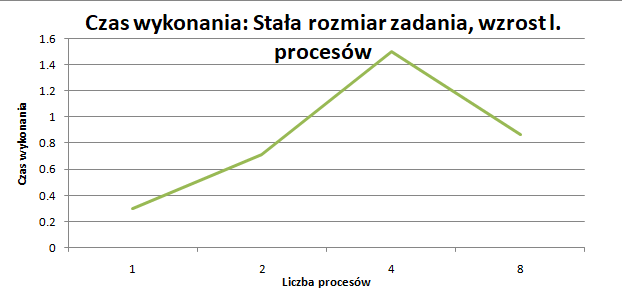 Czas wykonania: Stała rozmiar zadania, wzrost l.
procesów
1.6
1.4
1.2
1
0.8
0.6
0.4
0.2
0
Czas wykonania
1 2 4 8
Liczba procesów